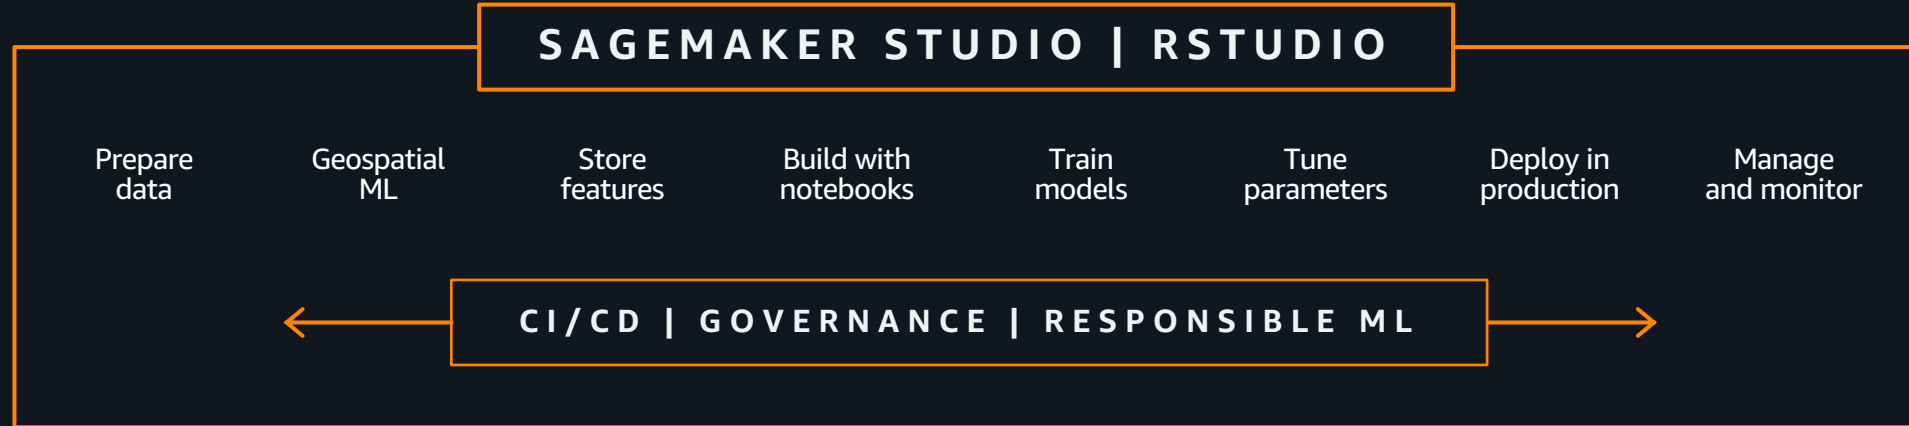 SAGEMAKER STUDIO | RSTUDIO
Prepare
data
Geospatial
ML
Store
features
Build with
notebooks
Train
models
Tune
parameters
Deploy in
production
Manage
and monitor
CI/CD | GOVERNANCE | RESPONSIBLE ML